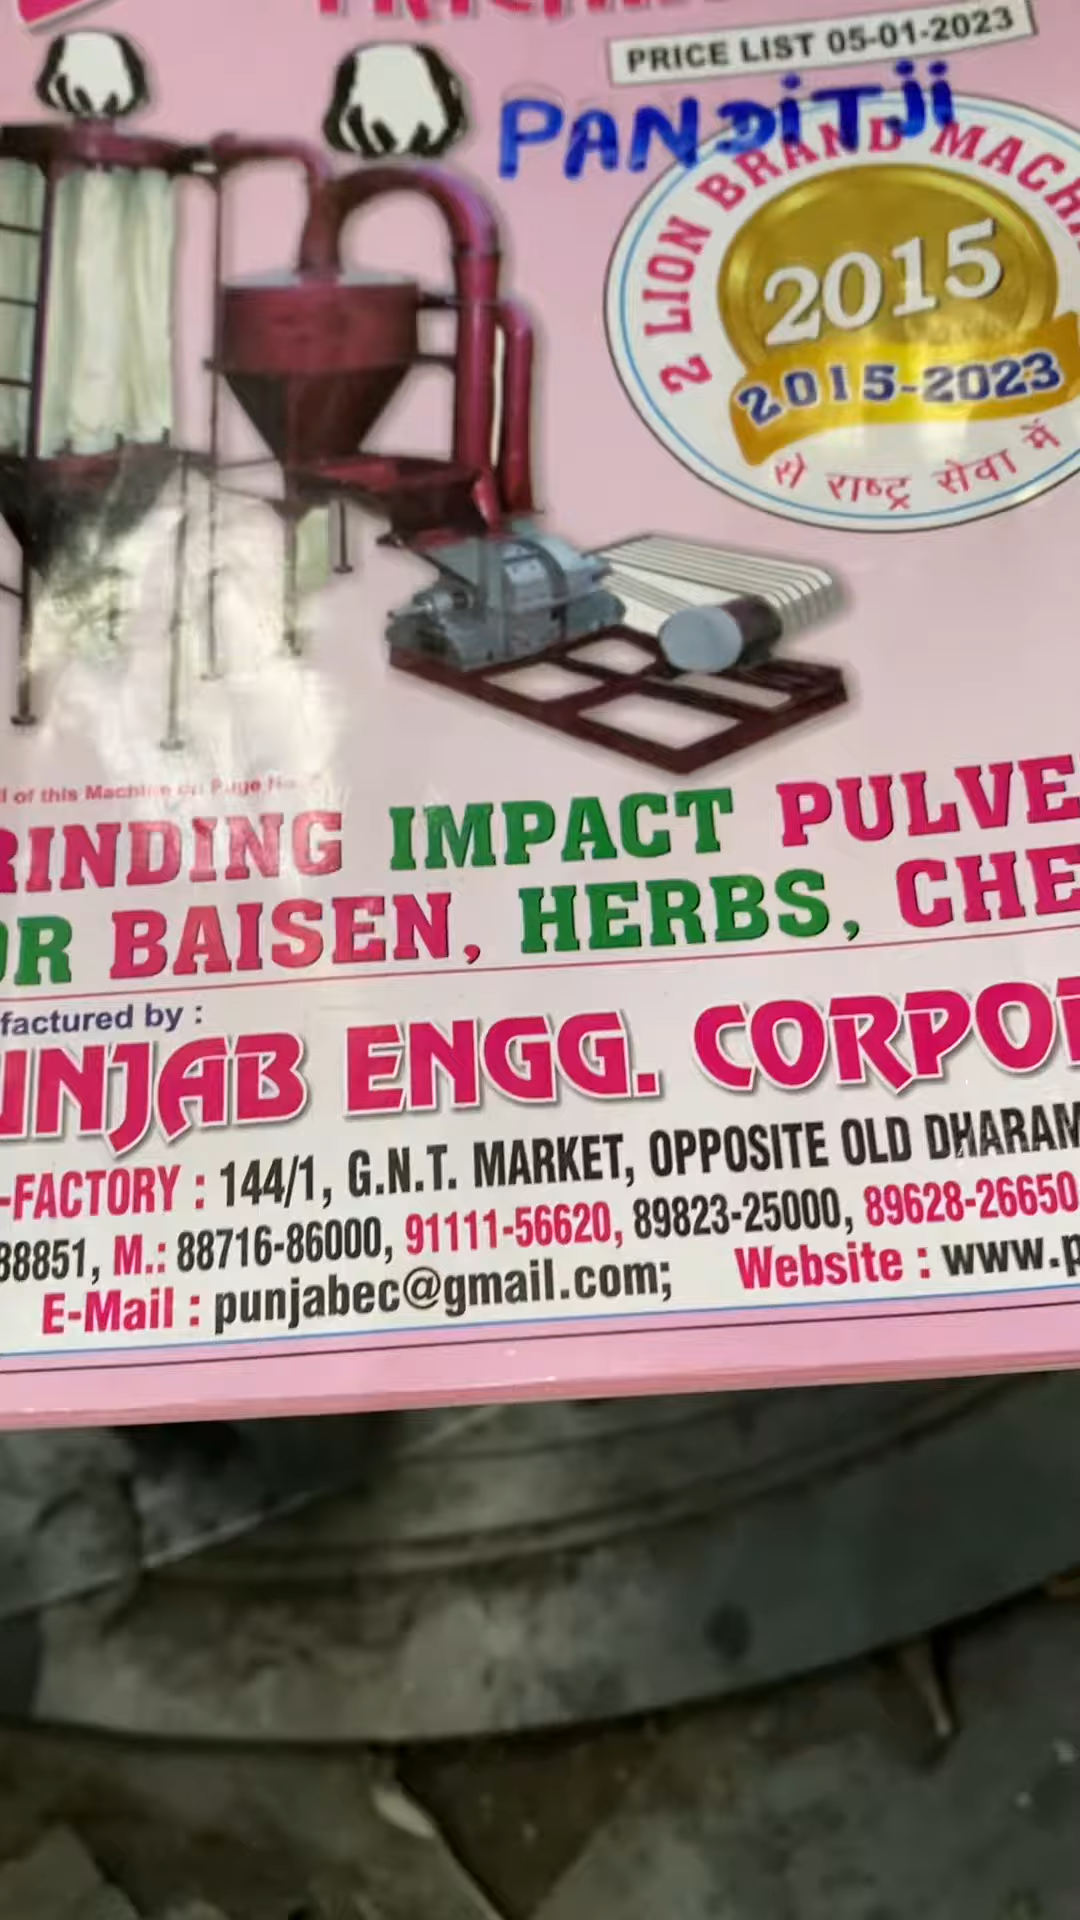 PRICE LIST 05-01-2023
PANDiTji
2 LION BRAND MACH
2015
2015-2023
से राष्ट्र सेवा में
l of this Machine on Page
RINDING IMPACT PULVE
OR BAISEN, HERBS, CHE
factured by :
UNJAB ENGG. CORPO
-FACTORY : 144/1, G.N.T. MARKET, OPPOSITE OLD DHARAM
88851, M.: 88716-86000, 91111-56620, 89823-25000, 89628-26650
E-Mail : punjabec@gmail.com; Website : www.p